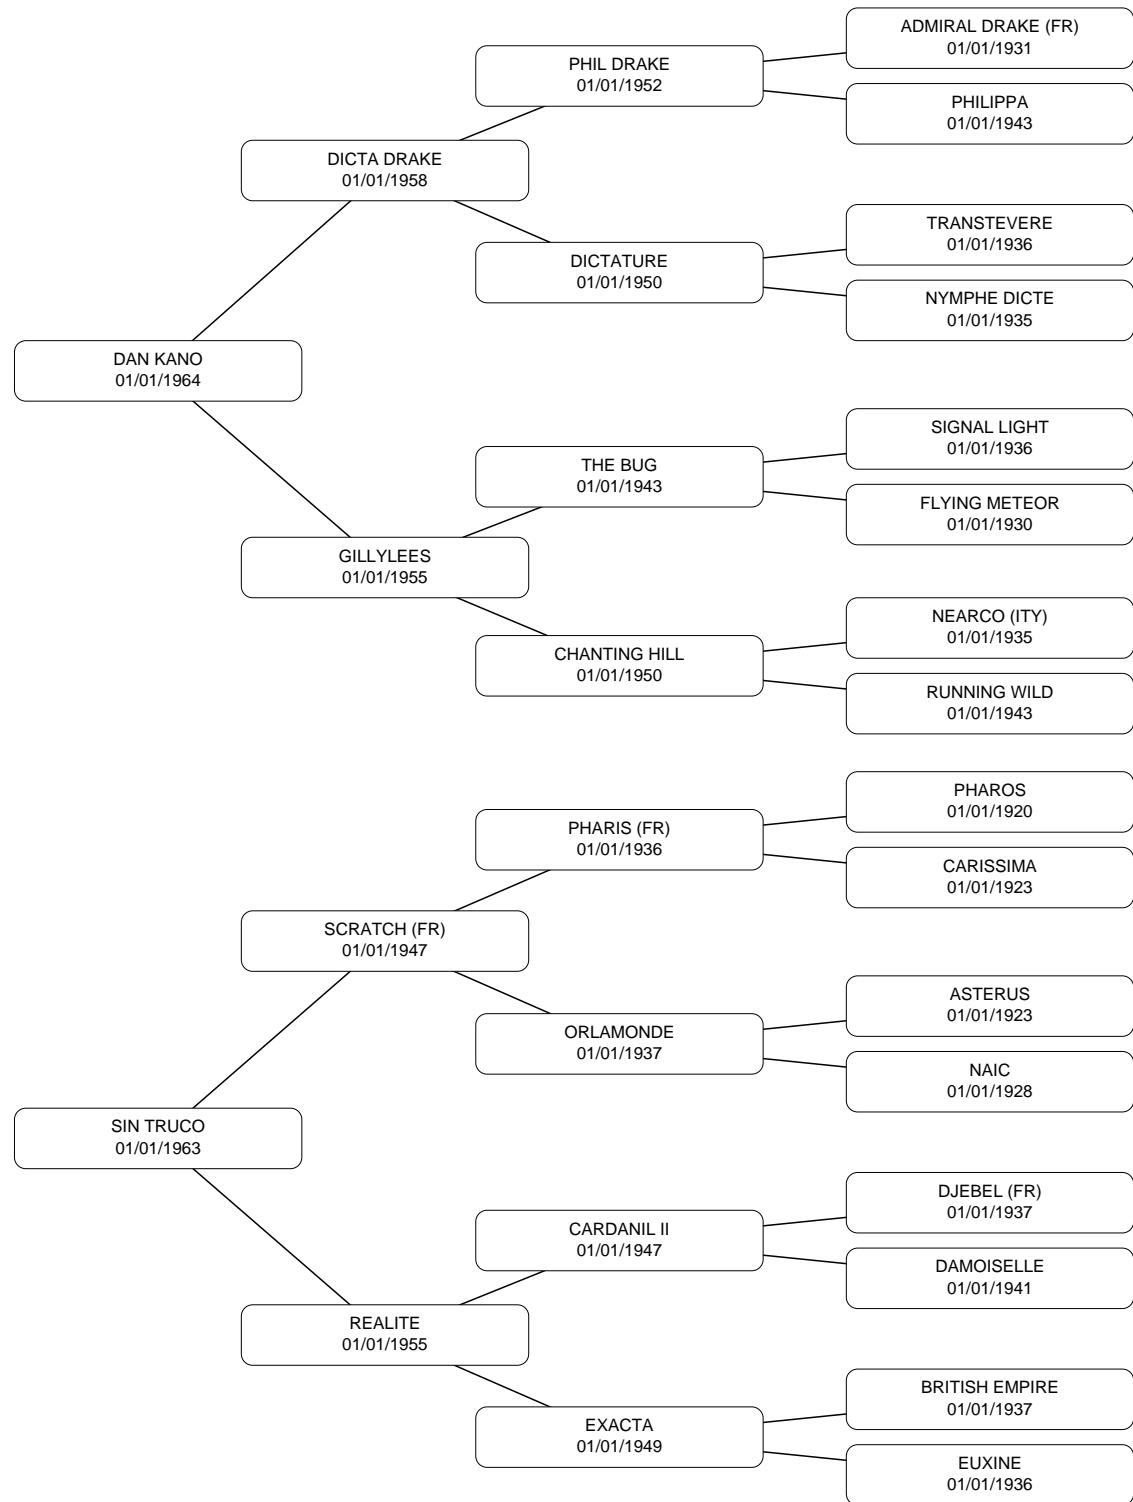 ADMIRAL DRAKE (FR)
01/01/1931
PHIL DRAKE
01/01/1952
PHILIPPA
01/01/1943
DICTA DRAKE
01/01/1958
TRANSTEVERE
01/01/1936
DICTATURE
01/01/1950
NYMPHE DICTE
01/01/1935
DAN KANO
01/01/1964
SIGNAL LIGHT
01/01/1936
THE BUG
01/01/1943
FLYING METEOR
01/01/1930
GILLYLEES
01/01/1955
NEARCO (ITY)
01/01/1935
CHANTING HILL
01/01/1950
RUNNING WILD
01/01/1943
PHAROS
01/01/1920
PHARIS (FR)
01/01/1936
CARISSIMA
01/01/1923
SCRATCH (FR)
01/01/1947
ASTERUS
01/01/1923
ORLAMONDE
01/01/1937
NAIC
01/01/1928
SIN TRUCO
01/01/1963
DJEBEL (FR)
01/01/1937
CARDANIL II
01/01/1947
DAMOISELLE
01/01/1941
REALITE
01/01/1955
BRITISH EMPIRE
01/01/1937
EXACTA
01/01/1949
EUXINE
01/01/1936